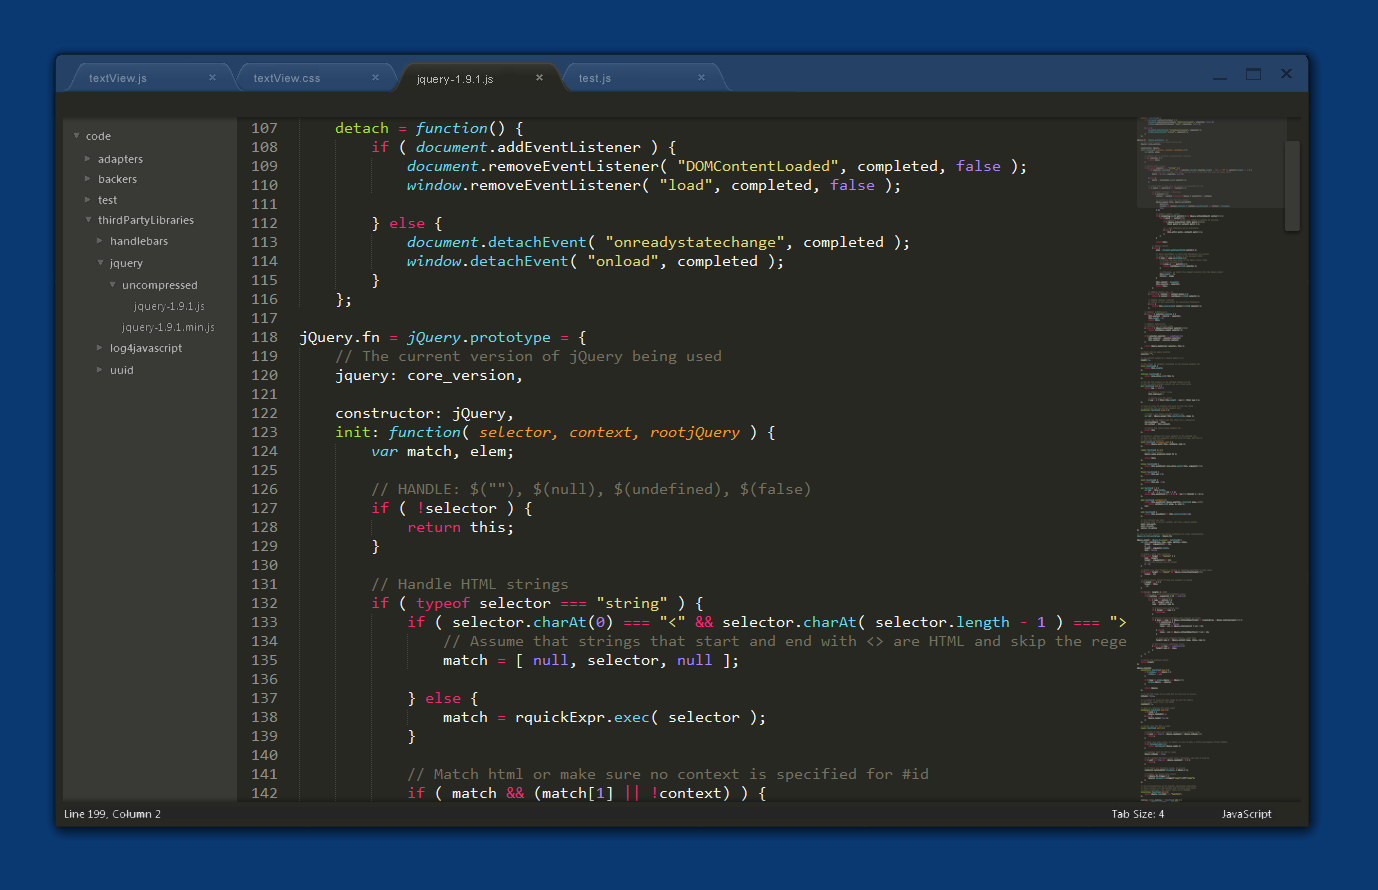 textView.js × textView.css × jquery-1.9.1.js × test.js ×
code
adapters
backers
test
thirdPartyLibraries
handlebars
jquery
uncompressed
jquery-1.9.1.js
jquery-1.9.1.min.js
log4javascript
uuid
107 detach = function() {
108 if ( document.addEventListener ) {
109 document.removeEventListener( "DOMContentLoaded", completed, false );
110 window.removeEventListener( "load", completed, false );
111
112 } else {
113 document.detachEvent( "onreadystatechange", completed );
114 window.detachEvent( "onload", completed );
115 }
116 };
117
118 jQuery.fn = jQuery.prototype = {
119 // The current version of jQuery being used
120 jquery: core_version,
121
122 constructor: jQuery,
123 init: function( selector, context, rootjQuery ) {
124 var match, elem;
125
126 // HANDLE: $(""), $(null), $(undefined), $(false)
127 if ( !selector ) {
128 return this;
129 }
130
131 // Handle HTML strings
132 if ( typeof selector === "string" ) {
133 if ( selector.charAt(0) === "<" && selector.charAt( selector.length - 1 ) === ">
134 // Assume that strings that start and end with <> are HTML and skip the rege
135 match = [ null, selector, null ];
136
137 } else {
138 match = rquickExpr.exec( selector );
139 }
140
141 // Match html or make sure no context is specified for #id
142 if ( match && (match[1] || !context) ) {
Line 199, Column 2 Tab Size: 4 JavaScript